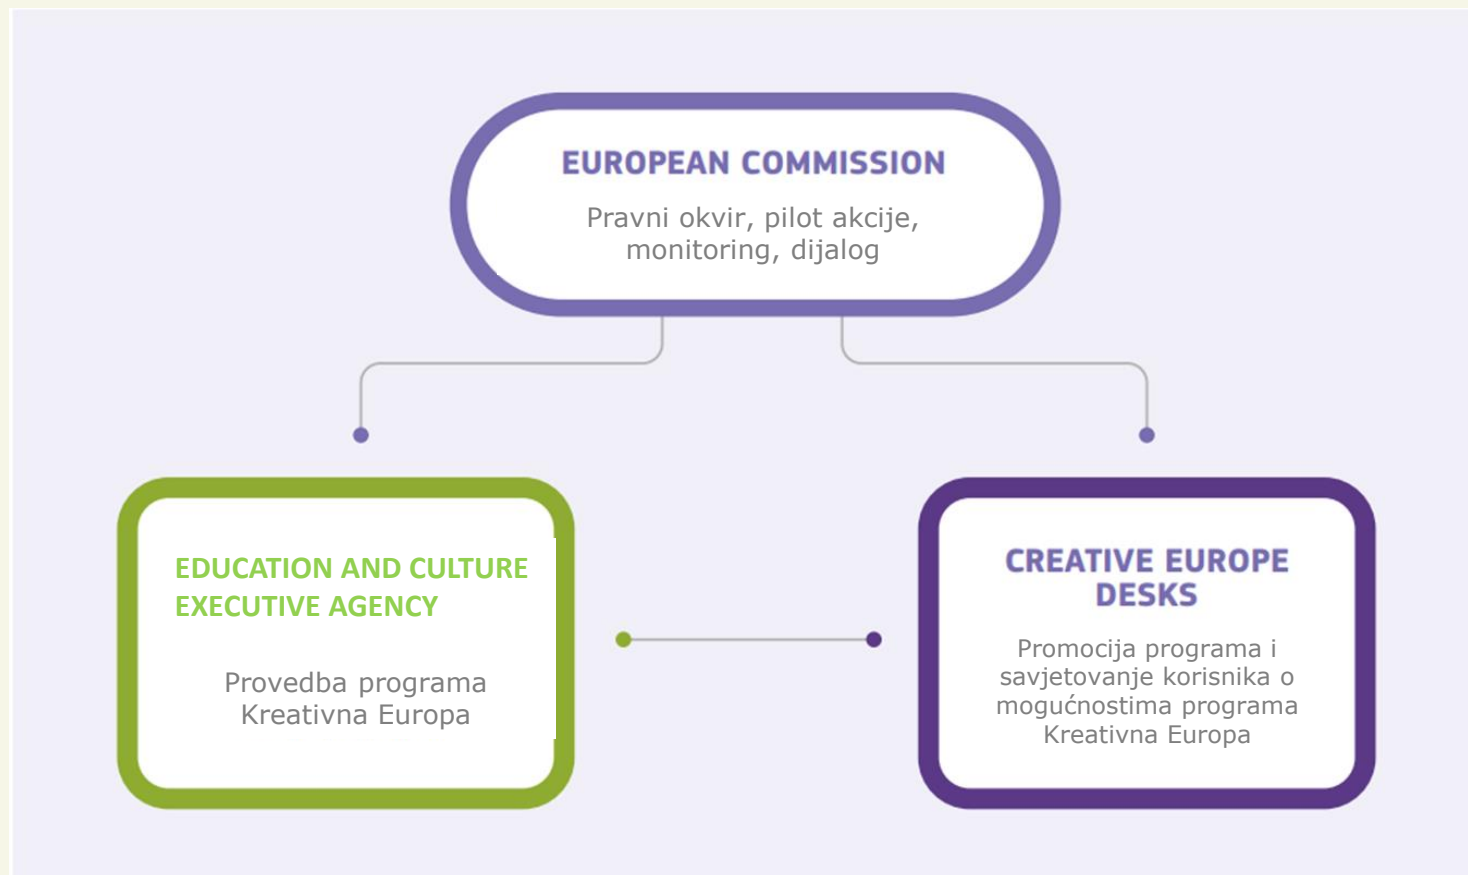 EUROPEAN COMMISSION
Pravni okvir, pilot akcije,
monitoring, dijalog
EDUCATION AND CULTURE
EXECUTIVE AGENCY
Provedba programa
Kreativna Europa
CREATIVE EUROPE
DESKS
Promocija programa i
savjetovanje korisnika o
mogućnostima programa
Kreativna Europa